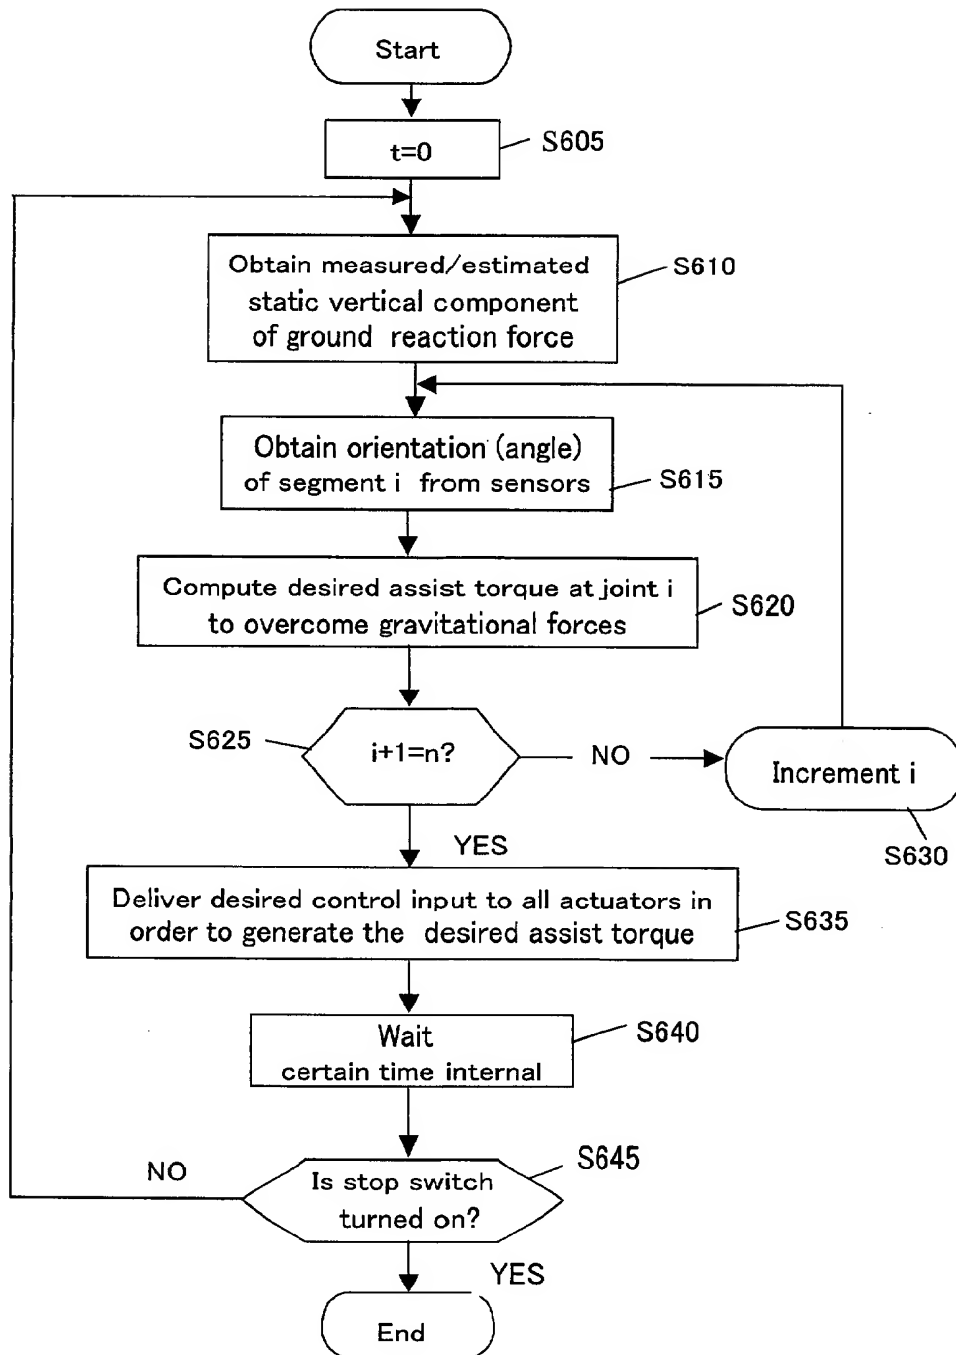 Start
t=0
S605
Obtain measured/estimated
static vertical component
of ground reaction force
S610
Obtain orientation (angle)
of segment i from sensors
S615
Compute desired assist torque at joint i
to overcome gravitational forces
S620
S625
i+1=n?
NO
Increment i
S630
YES
Deliver desired control input to all actuators in
order to generate the desired assist torque
S635
Wait
certain time internal
S640
NO
Is stop switch
turned on?
S645
YES
End